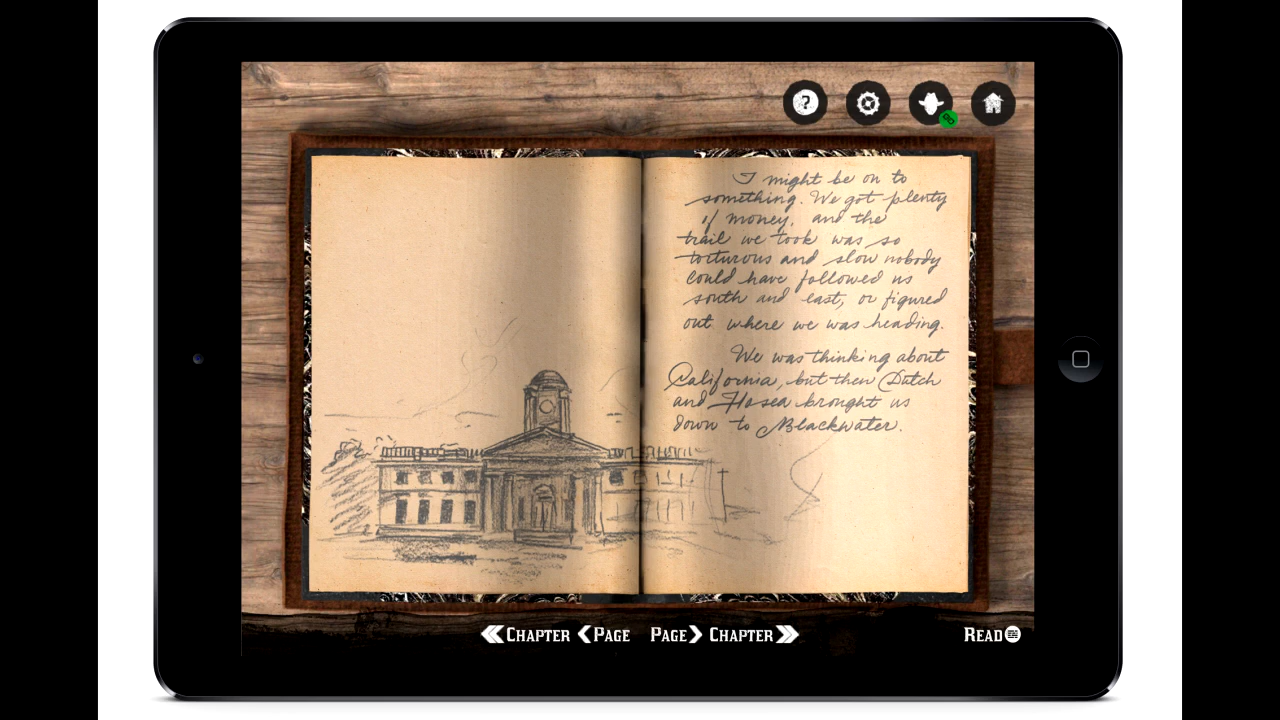 ?
I might be on to
something. We got plenty
of money, and the
trail we took was so
torturous and slow nobody
could have followed us
south and east, or figured
out where we was heading.
We was thinking about
California, but then Dutch
and Hosea brought us
down to Blackwater.
Chapter Page Page Chapter Read